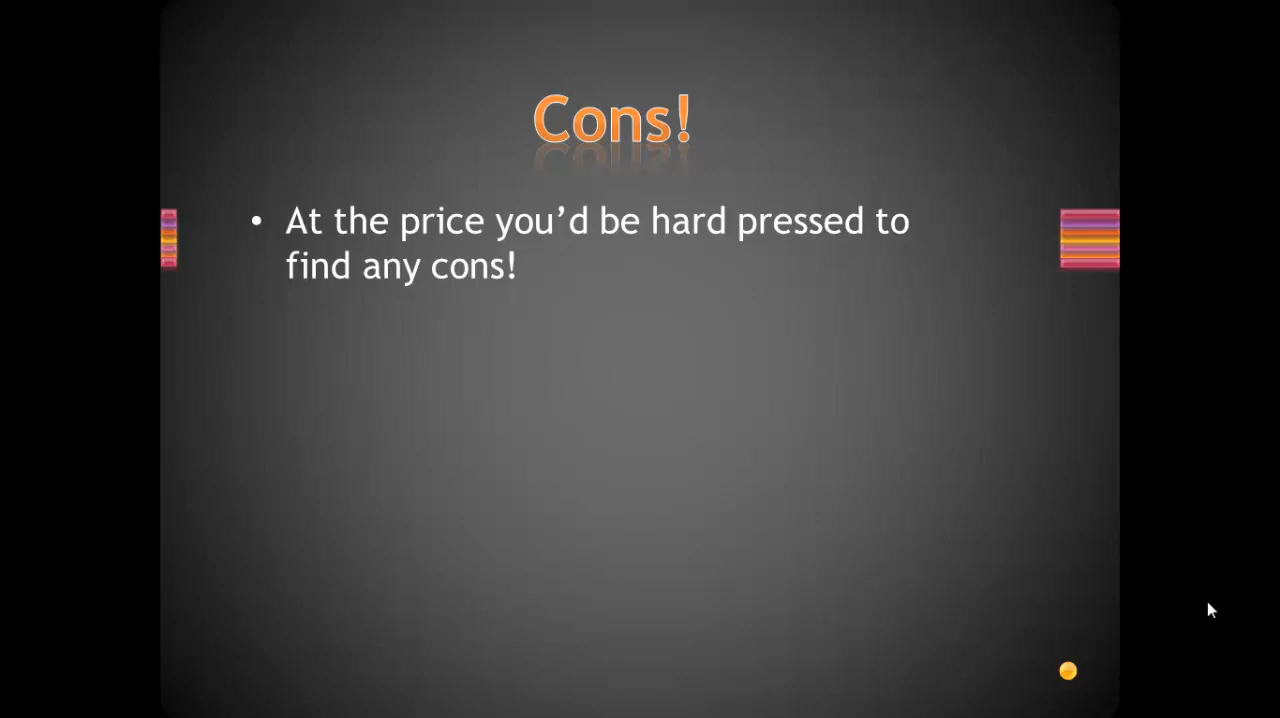 Cons!
• At the price you’d be hard pressed to
find any cons!